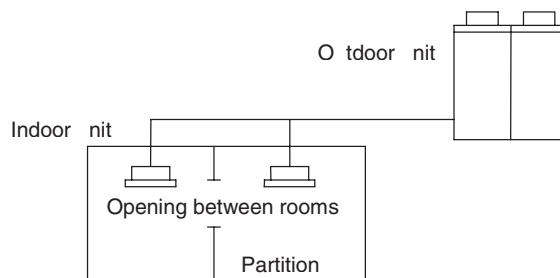 O tdoor nit
Indoor nit
Opening between rooms
Partition